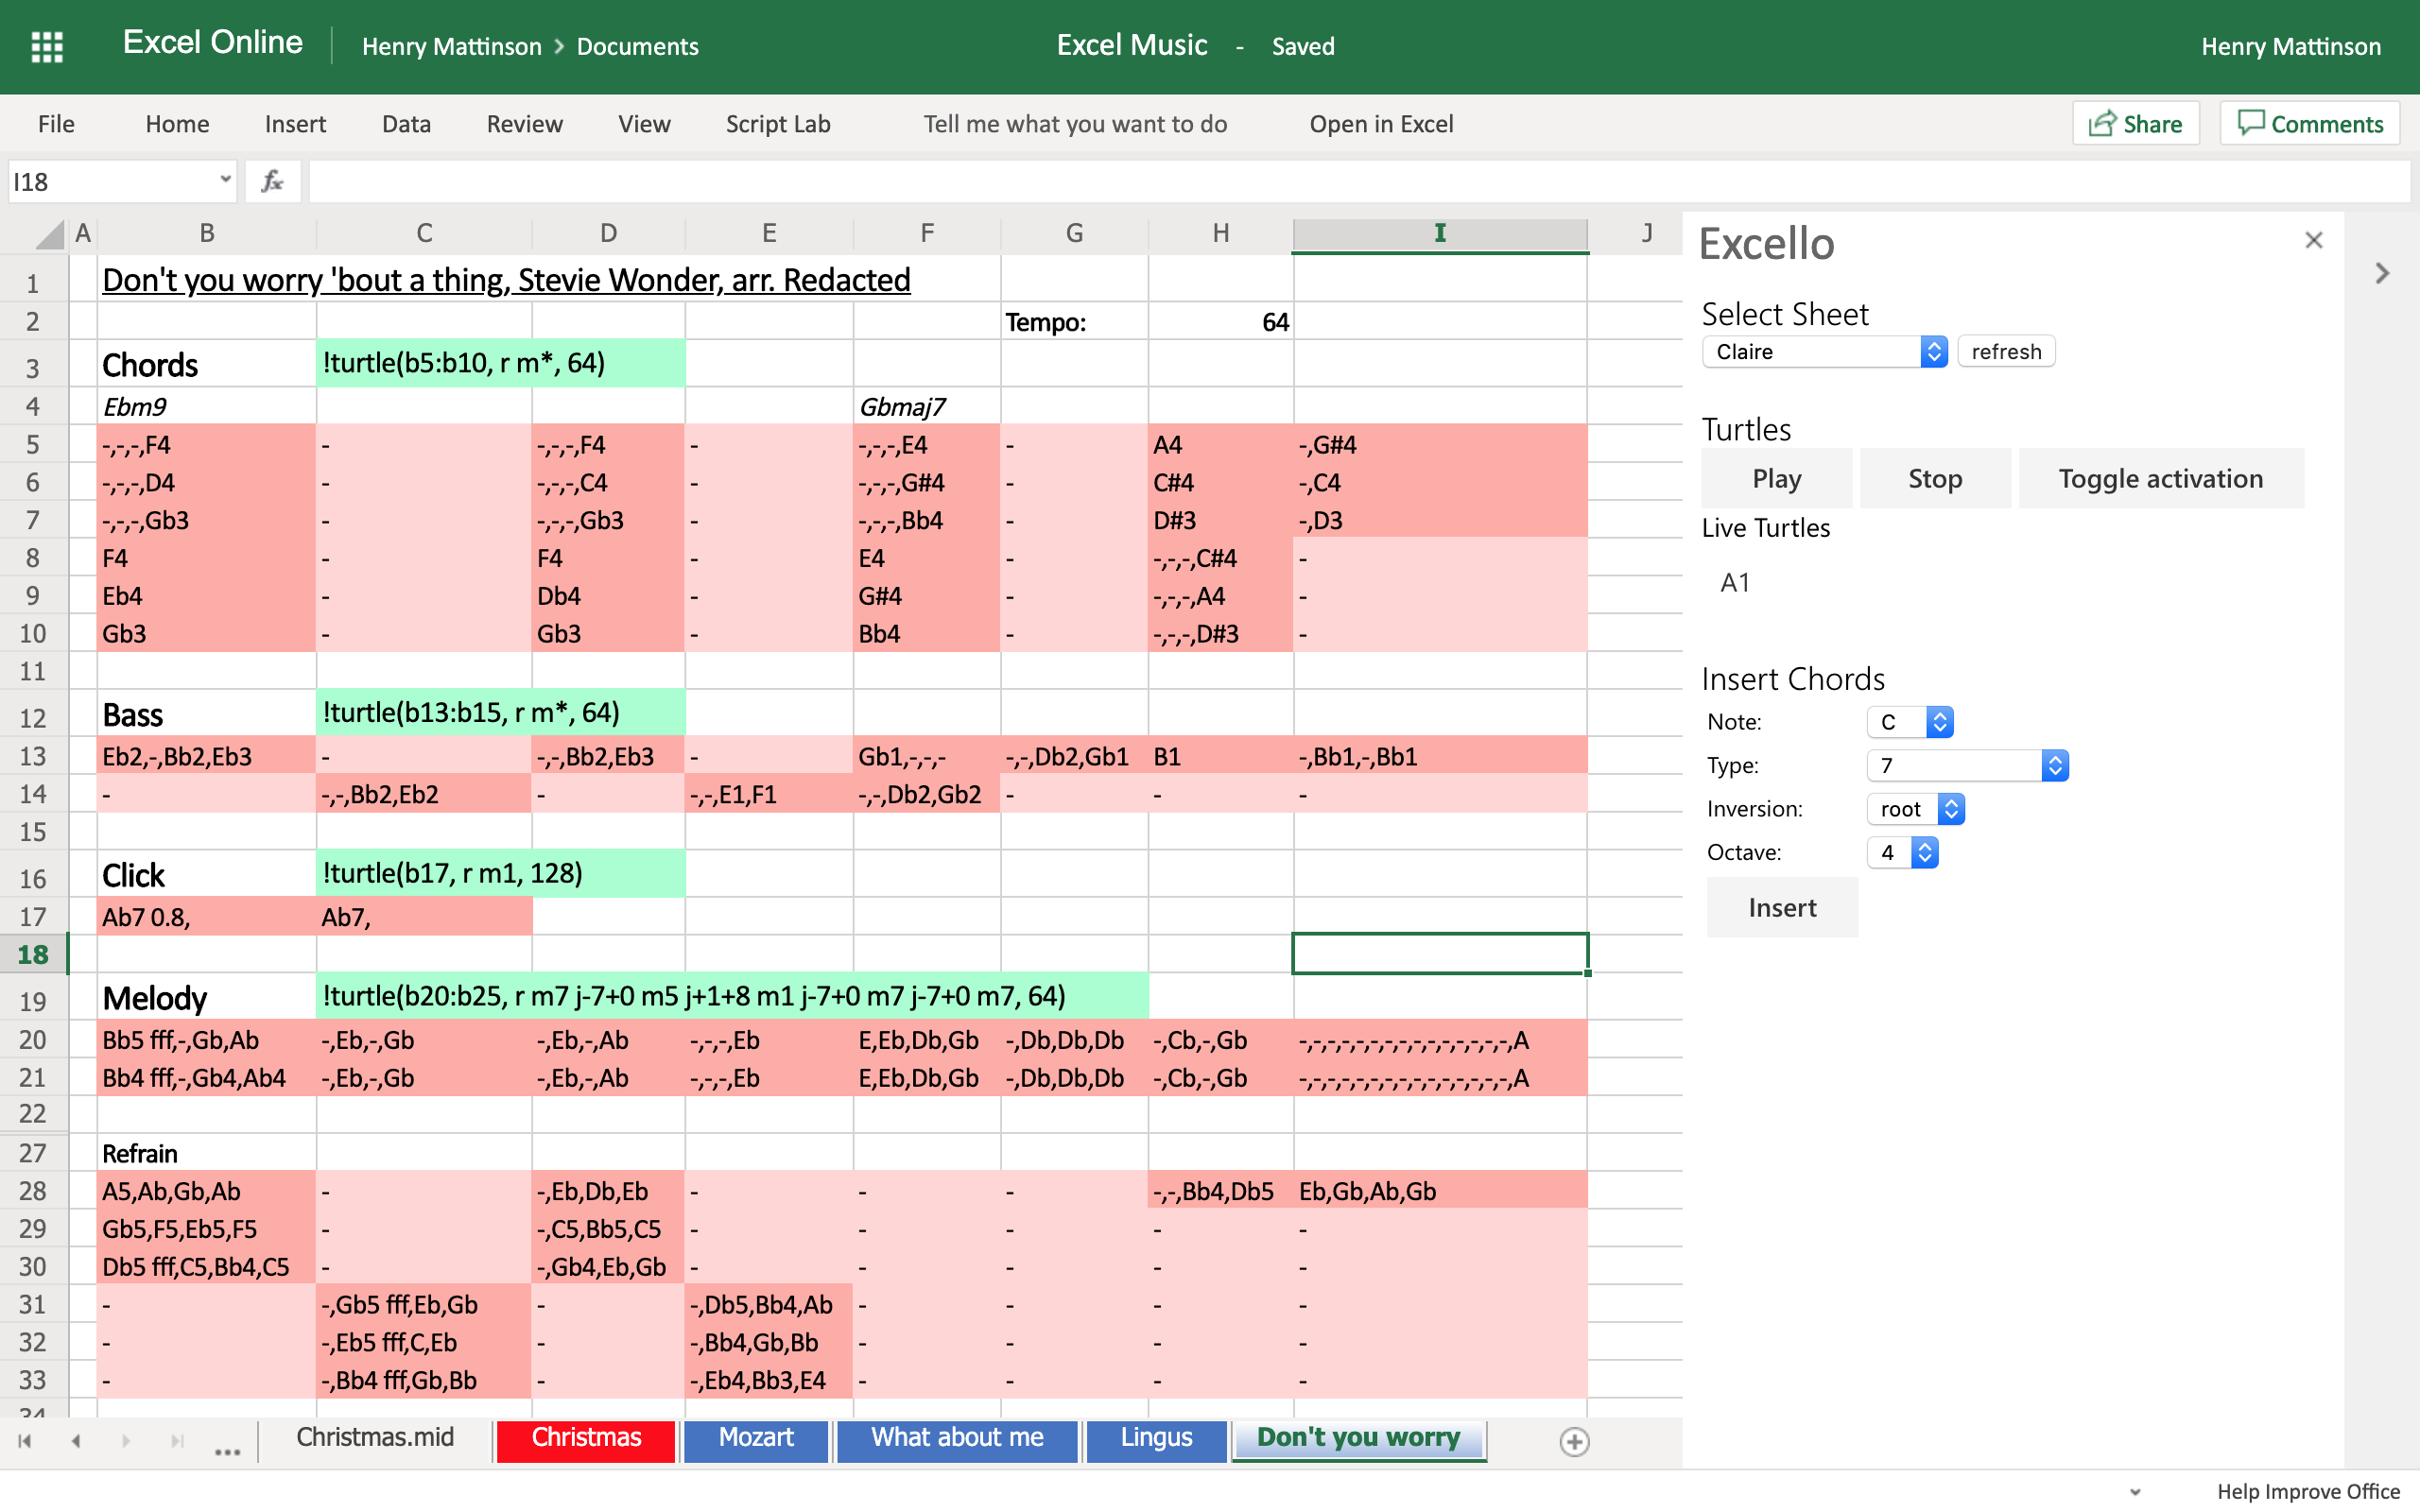 Excel Online Henry Mattinson > Documents Excel Music - Saved Henry Mattinson
File Home Insert Data Review View Script Lab Tell me what you want to do Open in Excel Share Comments
I18 fx
A B C D E F G H I J
1 Don't you worry 'bout a thing, Stevie Wonder, arr. Redacted
2 Tempo: 64
3 Chords !turtle(b5:b10, r m*, 64)
4 Ebm9 Gbmaj7
5 -,-,-,F4 - -,-,-,F4 - -,-,-,E4 - A4 -,G#4
6 -,-,-,D4 - -,-,-,C4 - -,-,-,G#4 - C#4 -,C4
7 -,-,-,Gb3 - -,-,-,Gb3 - -,-,-,Bb4 - D#3 -,D3
8 F4 - F4 - E4 - -,-,-,C#4 -
9 Eb4 - Db4 - G#4 - -,-,-,A4 -
10 Gb3 - Gb3 - Bb4 - -,-,-,D#3 -
11
12 Bass !turtle(b13:b15, r m*, 64)
13 Eb2,-,Bb2,Eb3 - -,-,Bb2,Eb3 - Gb1,-,-,- -,-,Db2,Gb1 B1 -,Bb1,-,Bb1
14 - -,-,Bb2,Eb2 - -,-,E1,F1 -,-,Db2,Gb2 - - -
15
16 Click !turtle(b17, r m1, 128)
17 Ab7 0.8, Ab7,
18
19 Melody !turtle(b20:b25, r m7 j-7+0 m5 j+1+8 m1 j-7+0 m7 j-7+0 m7, 64)
20 Bb5 fff,-,Gb,Ab -,Eb,-,Gb -,Eb,-,Ab -,-,-,Eb E,Eb,Db,Gb -,Db,Db,Db -,Cb,-,Gb -,-,-,-,-,-,-,-,-,-,-,-,-,-,-,A
21 Bb4 fff,-,Gb4,Ab4 -,Eb,-,Gb -,Eb,-,Ab -,-,-,Eb E,Eb,Db,Gb -,Db,Db,Db -,Cb,-,Gb -,-,-,-,-,-,-,-,-,-,-,-,-,-,-,A
22
27 Refrain
28 A5,Ab,Gb,Ab - -,Eb,Db,Eb - - - -,-,Bb4,Db5 Eb,Gb,Ab,Gb
29 Gb5,F5,Eb5,F5 - -,C5,Bb5,C5 - - - - -
30 Db5 fff,C5,Bb4,C5 - -,Gb4,Eb,Gb - - - - -
31 - -,Gb5 fff,Eb,Gb - -,Db5,Bb4,Ab - - - -
32 - -,Eb5 fff,C,Eb - -,Bb4,Gb,Bb - - - -
33 - -,Bb4 fff,Gb,Bb - -,Eb4,Bb3,E4 - - - -
34
... Christmas.mid Christmas Mozart What about me Lingus Don't you worry
Excello
Select Sheet
Claire refresh
Turtles
Play Stop Toggle activation
Live Turtles
A1
Insert Chords
Note: C
Type: 7
Inversion: root
Octave: 4
Insert
Help Improve Office